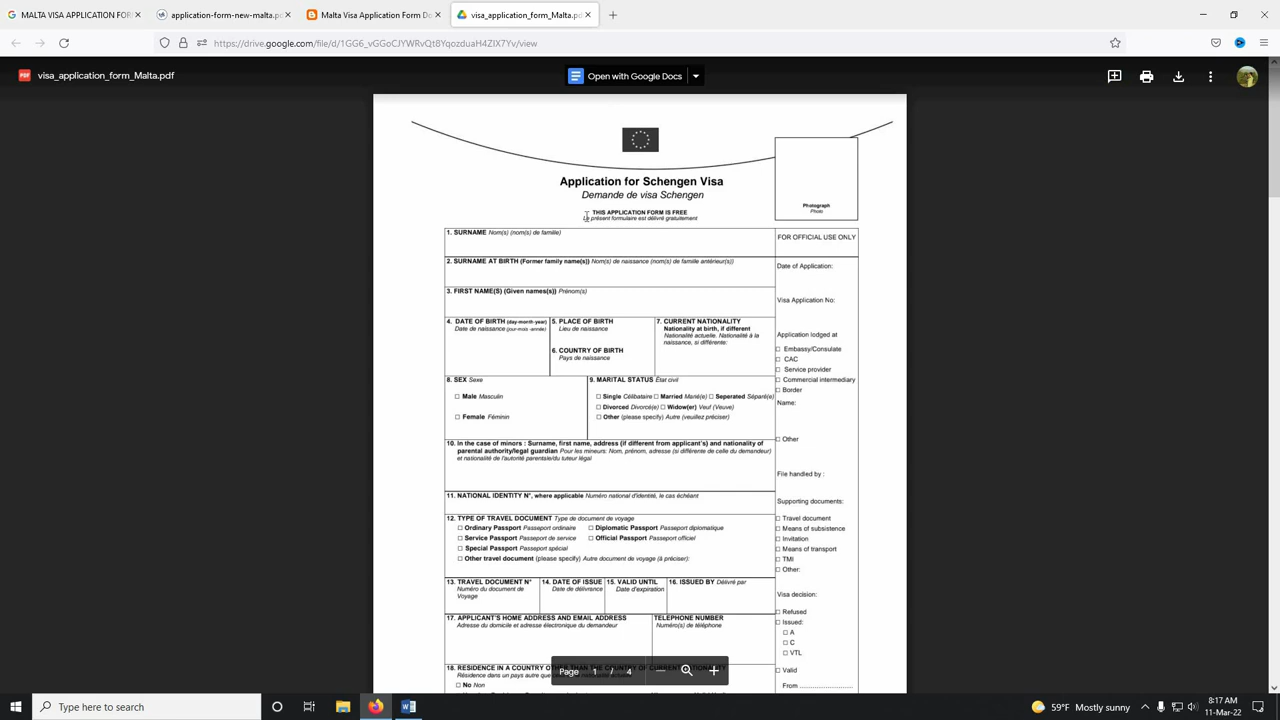 MALTA VISA APPLICATION FORM
application-form-new-malta.pdf
Malta Visa Application Form Do
visa_application_form_Malta.pd
https://drive.google.com/file/d/1GG6_vGGoCJYWRvQt8YqozduaH4ZIX7Yv/view
PDF
visa_application_form_Malta.pdf
Open with Google Docs
Application for Schengen Visa
Demande de visa Schengen
THIS APPLICATION FORM IS FREE
Le présent formulaire est délivré gratuitement
Photograph
Photo
1. SURNAME Nom(s) (nom(s) de famille)
2. SURNAME AT BIRTH (Former family name(s)) Nom(s) de naissance (nom(s) de famille antérieur(s))
3. FIRST NAME(S) (Given names(s)) Prénom(s)
4. DATE OF BIRTH (day-month-year)
Date de naissance (jour-mois -année)
5. PLACE OF BIRTH
Lieu de naissance
6. COUNTRY OF BIRTH
Pays de naissance
7. CURRENT NATIONALITY
Nationality at birth, if different
Nationalité actuelle. Nationalité à la
naissance, si différente:
8. SEX Sexe
Male Masculin
Female Féminin
9. MARITAL STATUS État civil
Single Célibataire Married Marié(e) Seperated Séparé(e)
Divorced Divorcé(e) Widow(er) Veuf (Veuve)
Other (please specify) Autre (veuillez préciser)
10. In the case of minors : Surname, first name, address (if different from applicant's) and nationality of
parental authority/legal guardian Pour les mineurs: Nom, prénom, adresse (si différente de celle du demandeur)
et nationalité de l'autorité parentale/du tuteur légal
11. NATIONAL IDENTITY N°, where applicable Numéro national d'identité, le cas échéant
12. TYPE OF TRAVEL DOCUMENT Type de document de voyage
Ordinary Passport Passeport ordinaire Diplomatic Passport Passeport diplomatique
Service Passport Passeport de service Official Passport Passeport officiel
Special Passport Passeport spécial
Other travel document (please specify) Autre document de voyage (à préciser):
13. TRAVEL DOCUMENT N°
Numéro du document de
Voyage
14. DATE OF ISSUE
Date de délivrance
15. VALID UNTIL
Date d'expiration
16. ISSUED BY Délivré par
17. APPLICANT'S HOME ADDRESS AND EMAIL ADDRESS
Adresse du domicile et adresse électronique du demandeur
TELEPHONE NUMBER
Numéro(s) de téléphone
18. RESIDENCE IN A COUNTRY OTHER THAN THE COUNTRY OF CURRENT NATIONALITY
Résidence dans un pays autre que
No Non
FOR OFFICIAL USE ONLY
Date of Application:
Visa Application No:
Application lodged at
Embassy/Consulate
CAC
Service provider
Commercial intermediary
Border
Name:
Other
File handled by :
Supporting documents:
Travel document
Means of subsistence
Invitation
Means of transport
TMI
Other:
Visa decision:
Refused
Issued:
A
C
VTL
Valid
From .......................
Page 1 / 4
Type here to search
59°F Mostly sunny
8:17 AM
11-Mar-22